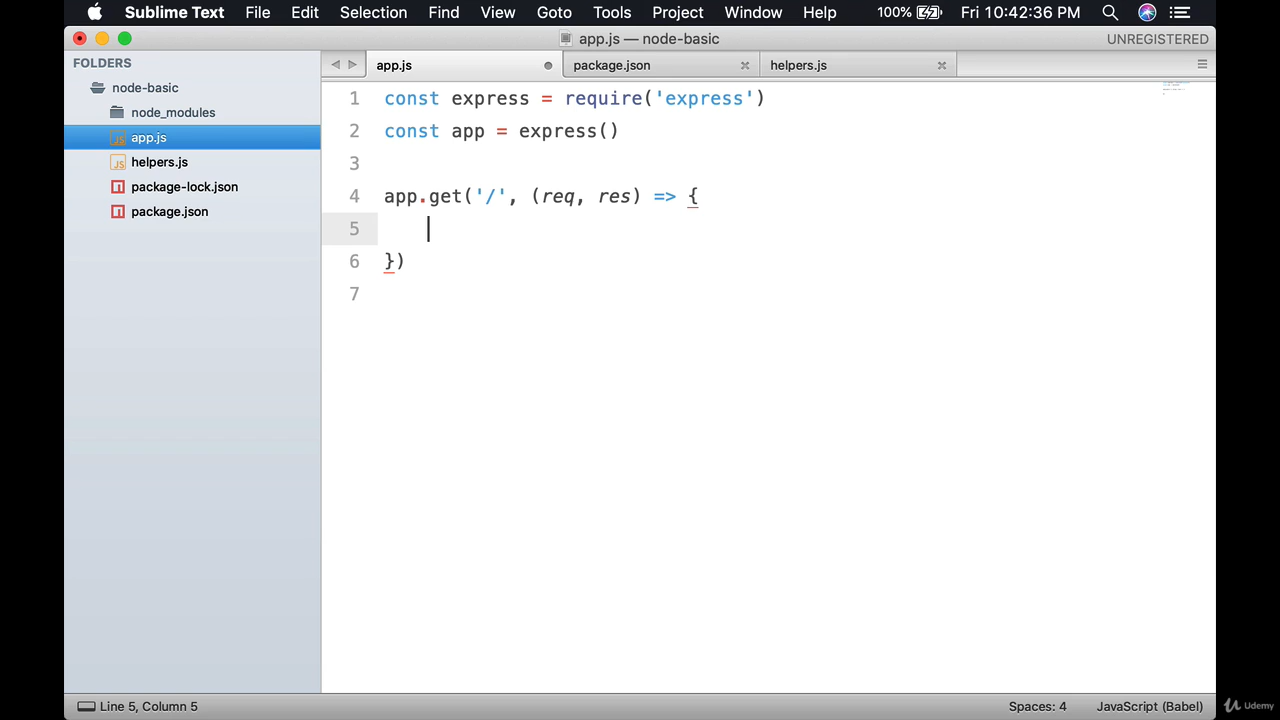 Sublime Text File Edit Selection Find View Goto Tools Project Window Help 100% Fri 10:42:36 PM
app.js — node-basic UNREGISTERED
FOLDERS
node-basic
node_modules
app.js
helpers.js
package-lock.json
package.json
app.js package.json helpers.js
1 const express = require('express')
2 const app = express()
3
4 app.get('/', (req, res) => {
5
6 })
7
Line 5, Column 5 Spaces: 4 JavaScript (Babel)
Udemy